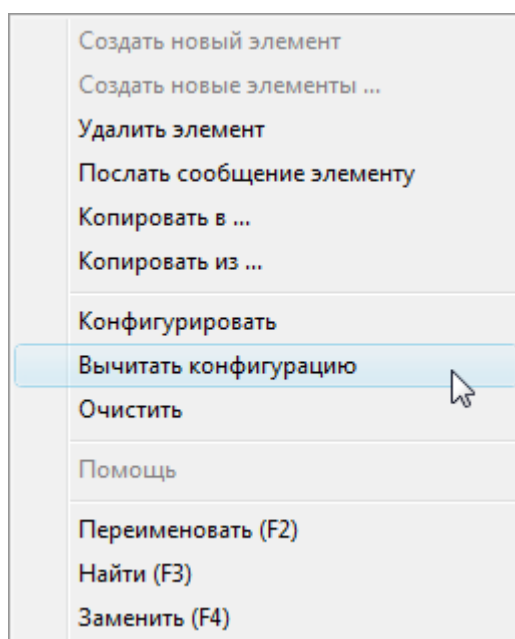 Создать новый элемент
Создать новые элементы ...
Удалить элемент
Послать сообщение элементу
Копировать в ...
Копировать из ...
Конфигурировать
Вычитать конфигурацию
Очистить
Помощь
Переименовать (F2)
Найти (F3)
Заменить (F4)